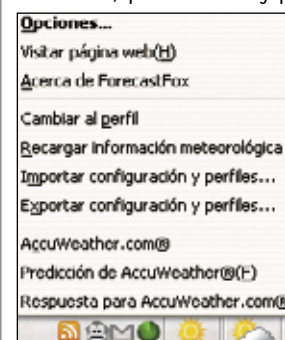 Opciones...
Visitar página web(H)
Acerca de ForecastFox
Cambiar al perfil
Recargar información meteorológica
Importar configuración y perfiles...
Exportar configuración y perfiles...
AccuWeather.com®
Predicción de AccuWeather®(F)
Respuesta para AccuWeather.com®